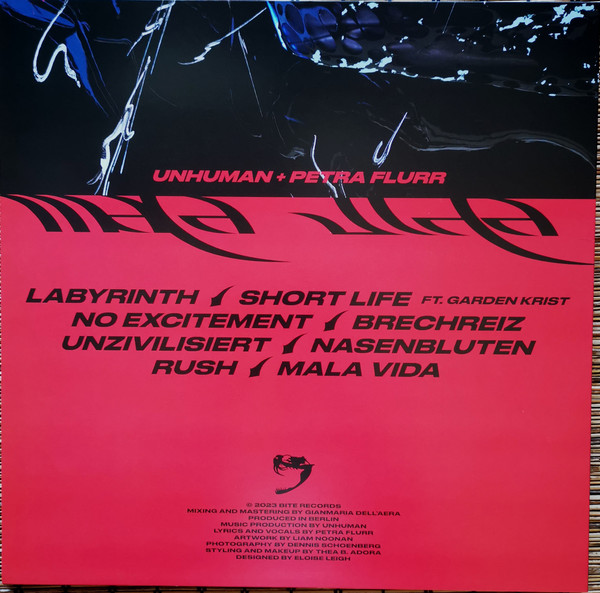 UNHUMAN + PETRA FLURR
LABYRINTH / SHORT LIFE FT. GARDEN KRIST
NO EXCITEMENT / BRECHREIZ
UNZIVILISIERT / NASENBLUTEN
RUSH / MALA VIDA
© 2023 BITE RECORDS
MIXING AND MASTERING BY GIANMARIA DELL'AERA
PRODUCED IN BERLIN
MUSIC PRODUCTION BY UNHUMAN
LYRICS AND VOCALS BY PETRA FLURR
ARTWORK BY LIAM NOONAN
PHOTOGRAPHY BY DENNIS SCHOENBERG
STYLING AND MAKEUP BY THEA B. ADORA
DESIGNED BY ELOISE LEIGH